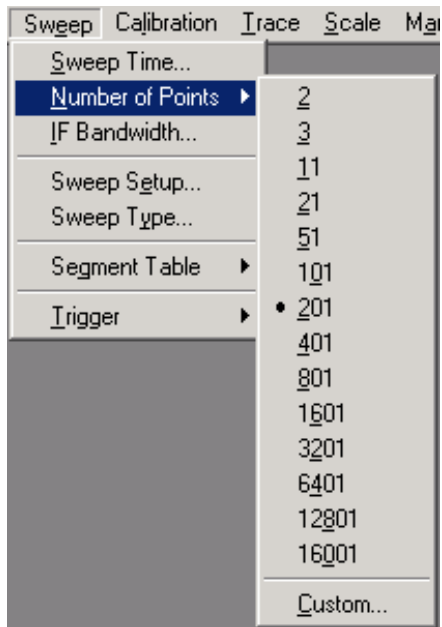 Sweep Calibration Trace Scale
Sweep Time...
Number of Points
IF Bandwidth...
Sweep Setup...
Sweep Type...
Segment Table
Trigger
2
3
11
21
51
101
201
401
801
1601
3201
6401
12801
16001
Custom...